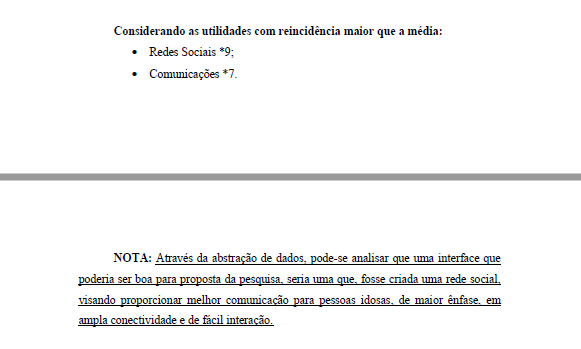 Considerando as utilidades com reincidência maior que a média:
• Redes Sociais *9;
• Comunicações *7.
NOTA: Através da abstração de dados, pode-se analisar que uma interface que
poderia ser boa para proposta da pesquisa, seria uma que, fosse criada uma rede social,
visando proporcionar melhor comunicação para pessoas idosas, de maior ênfase, em
ampla conectividade e de fácil interação.